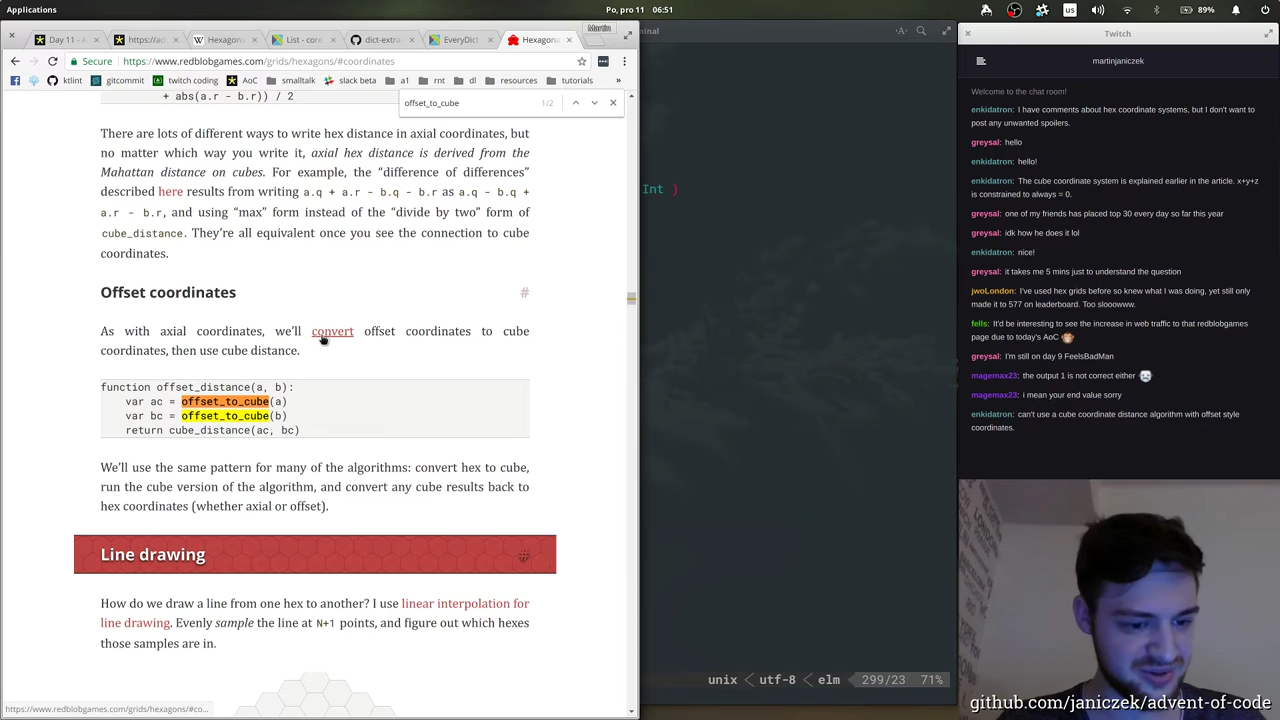 Applications
Po, pro 11 06:51
us
89%
Martin
Day 11 - A
https://ad
Hexagona
List - core
dict-extra
EveryDict
Hexagona
Secure
https://www.redblobgames.com/grids/hexagons/#coordinates
ktlint
gitcommit
twitch coding
AoC
smalltalk
slack beta
a1
rnt
dl
resources
tutorials
»
offset_to_cube
1/2
+ abs(a.r - b.r)) / 2
There are lots of different ways to write hex distance in axial coordinates, but
no matter which way you write it, axial hex distance is derived from the
Mahattan distance on cubes. For example, the “difference of differences”
described here results from writing a.q + a.r - b.q - b.r as a.q - b.q +
a.r - b.r, and using “max” form instead of the “divide by two” form of
cube_distance. They’re all equivalent once you see the connection to cube
coordinates.
Offset coordinates
#
As with axial coordinates, we’ll convert offset coordinates to cube
coordinates, then use cube distance.
function offset_distance(a, b):
var ac = offset_to_cube(a)
var bc = offset_to_cube(b)
return cube_distance(ac, bc)
We’ll use the same pattern for many of the algorithms: convert hex to cube,
run the cube version of the algorithm, and convert any cube results back to
hex coordinates (whether axial or offset).
Line drawing
How do we draw a line from one hex to another? I use linear interpolation for
line drawing. Evenly sample the line at N+1 points, and figure out which hexes
those samples are in.
https://www.redblobgames.com/grids/hexagons/#co...
minal
-A-
Int )
unix < utf-8 < elm
299/23
71%
Twitch
martinjaniczek
Welcome to the chat room!
enkidatron: I have comments about hex coordinate systems, but I don't want to
post any unwanted spoilers.
greysal: hello
enkidatron: hello!
enkidatron: The cube coordinate system is explained earlier in the article. x+y+z
is constrained to always = 0.
greysal: one of my friends has placed top 30 every day so far this year
greysal: idk how he does it lol
enkidatron: nice!
greysal: it takes me 5 mins just to understand the question
jwoLondon: I've used hex grids before so knew what I was doing, yet still only
made it to 577 on leaderboard. Too slooowww.
fells: It'd be interesting to see the increase in web traffic to that redblobgames
page due to today's AoC
greysal: I'm still on day 9 FeelsBadMan
magemax23: the output 1 is not correct either
magemax23: i mean your end value sorry
enkidatron: can't use a cube coordinate distance algorithm with offset style
coordinates.
github.com/janiczek/advent-of-code